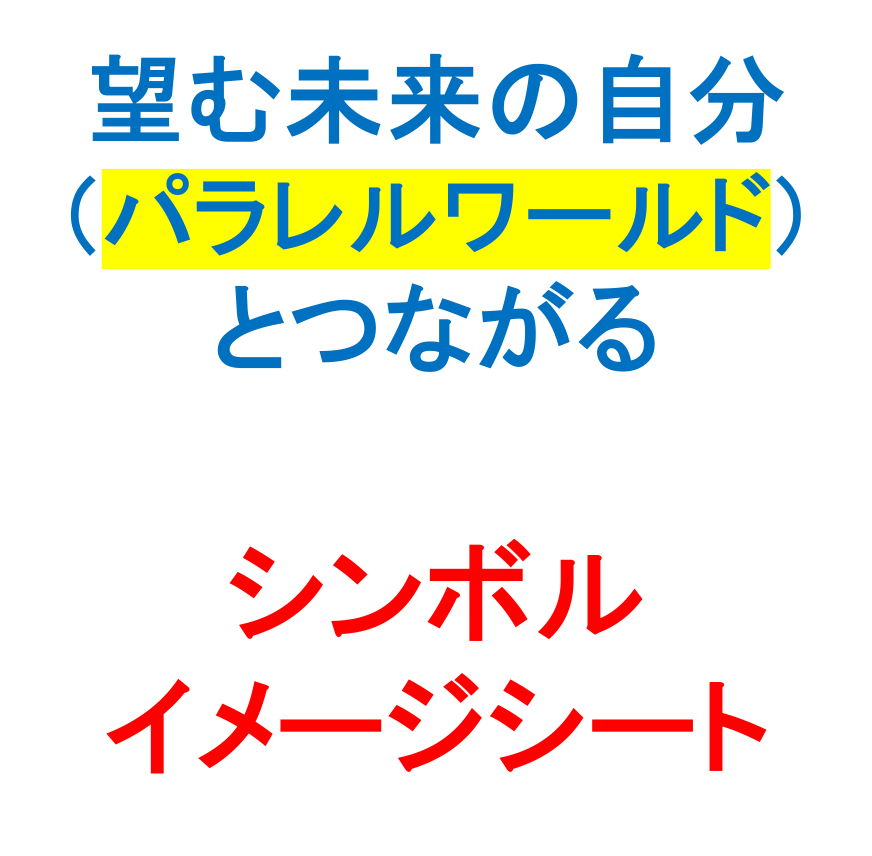 望む未来の自分
（パラレルワールド）
とつながる
シンボル
イメージシート